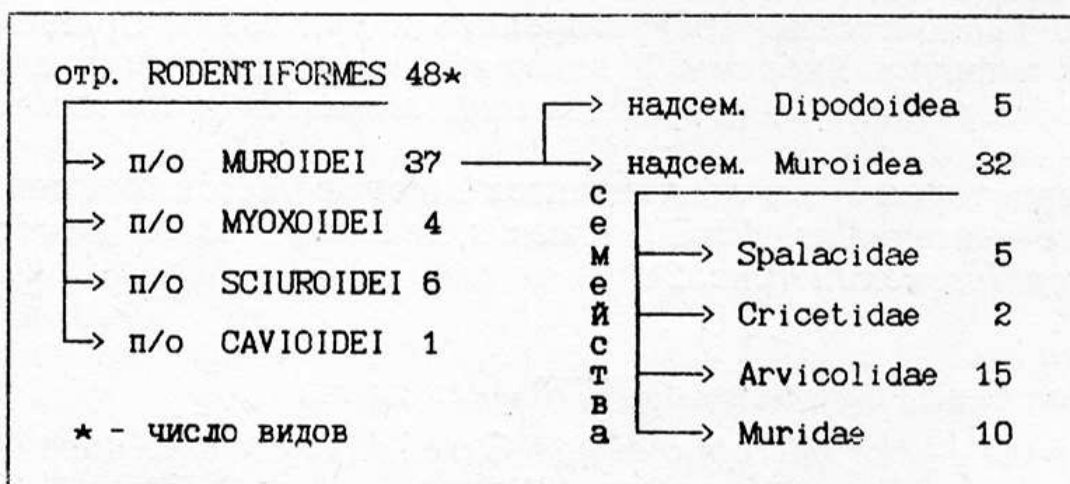 отр. RODENTIFORMES 48*
п/о MUROIDEI 37
п/о MYOXOIDEI 4
п/о SCIUROIDEI 6
п/о CAVIOIDEI 1
* - число видов
надсем. Dipodoidea 5
надсем. Muroidea 32
семейства
Spalacidae 5
Cricetidae 2
Arvicolidae 15
Muridae 10